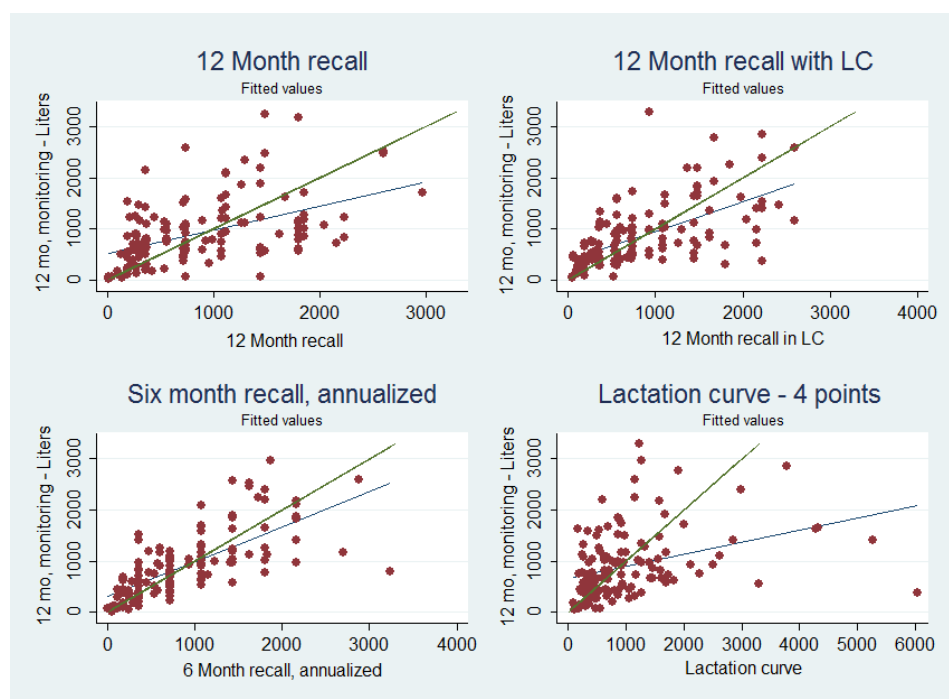 12 Month recall
Fitted values
12 mo, monitoring - Liters
3000
2000
1000
0
0
1000
2000
3000
12 Month recall
12 Month recall with LC
Fitted values
12 mo, monitoring - Liters
3000
2000
1000
0
0
1000
2000
3000
4000
12 Month recall in LC
Six month recall, annualized
Fitted values
12 mo, monitoring - Liters
3000
2000
1000
0
0
1000
2000
3000
4000
6 Month recall, annualized
Lactation curve - 4 points
Fitted values
12 mo, monitoring - Liters
3000
2000
1000
0
0
1000
2000
3000
4000
5000
6000
Lactation curve